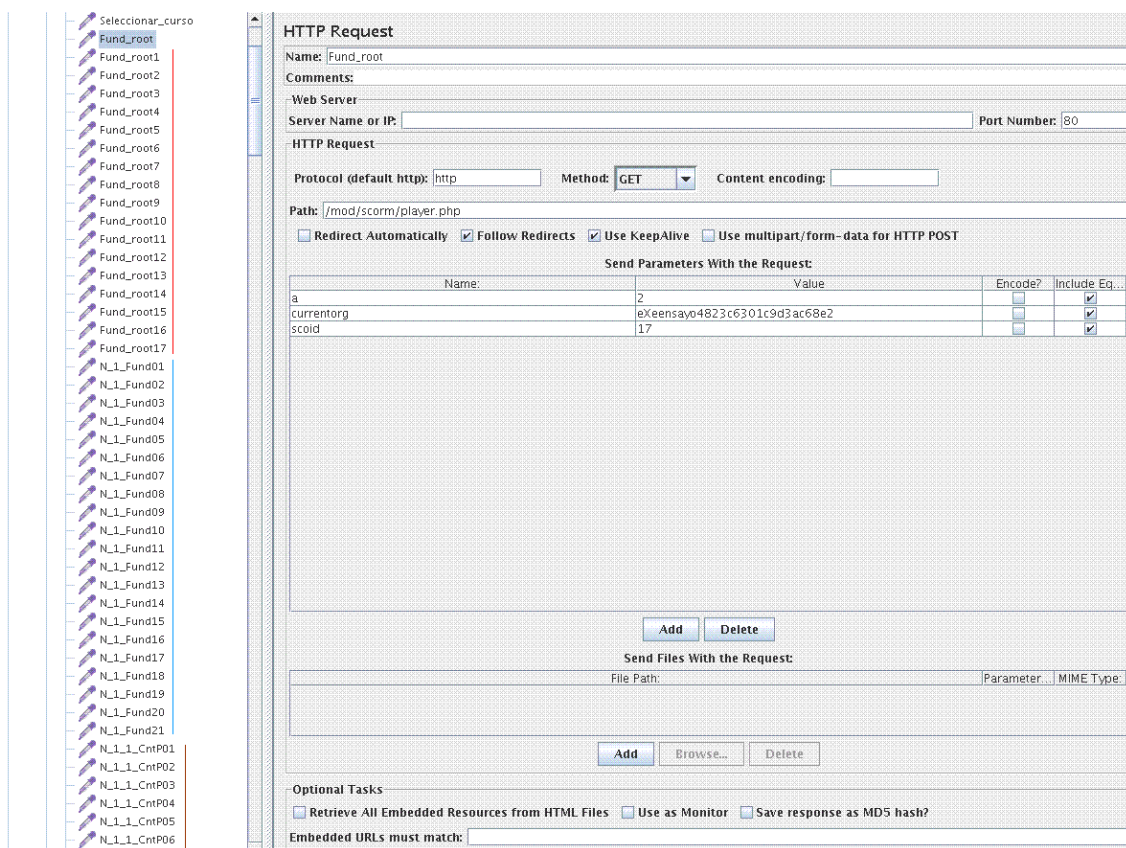 Seleccionar_curso
Fund_root
Fund_root1
Fund_root2
Fund_root3
Fund_root4
Fund_root5
Fund_root6
Fund_root7
Fund_root8
Fund_root9
Fund_root10
Fund_root11
Fund_root12
Fund_root13
Fund_root14
Fund_root15
Fund_root16
Fund_root17
N_1_Fund01
N_1_Fund02
N_1_Fund03
N_1_Fund04
N_1_Fund05
N_1_Fund06
N_1_Fund07
N_1_Fund08
N_1_Fund09
N_1_Fund10
N_1_Fund11
N_1_Fund12
N_1_Fund13
N_1_Fund14
N_1_Fund15
N_1_Fund16
N_1_Fund17
N_1_Fund18
N_1_Fund19
N_1_Fund20
N_1_Fund21
N_1_1_CntP01
N_1_1_CntP02
N_1_1_CntP03
N_1_1_CntP04
N_1_1_CntP05
N_1_1_CntP06
HTTP Request
Name: Fund_root
Comments:
Web Server
Server Name or IP: Port Number: 80
HTTP Request
Protocol (default http): http Method: GET Content encoding:
Path: /mod/scorm/player.php
Redirect Automatically Follow Redirects Use KeepAlive Use multipart/form-data for HTTP POST
Send Parameters With the Request:
Name: Value Encode? Include Eq...
a 2
currentorg eXeensayo4823c6301c9d3ac68e2
scoid 17
Add Delete
Send Files With the Request:
File Path: Parameter... MIME Type:
Add Browse... Delete
Optional Tasks
Retrieve All Embedded Resources from HTML Files Use as Monitor Save response as MD5 hash?
Embedded URLs must match: